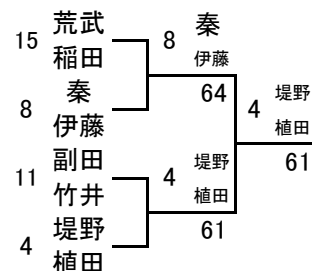 15 荒武 8 秦
稲田 伊藤
8 秦 64 4 堤野
伊藤 植田
11 副田 4 堤野 61
竹井 植田
4 堤野 61
植田